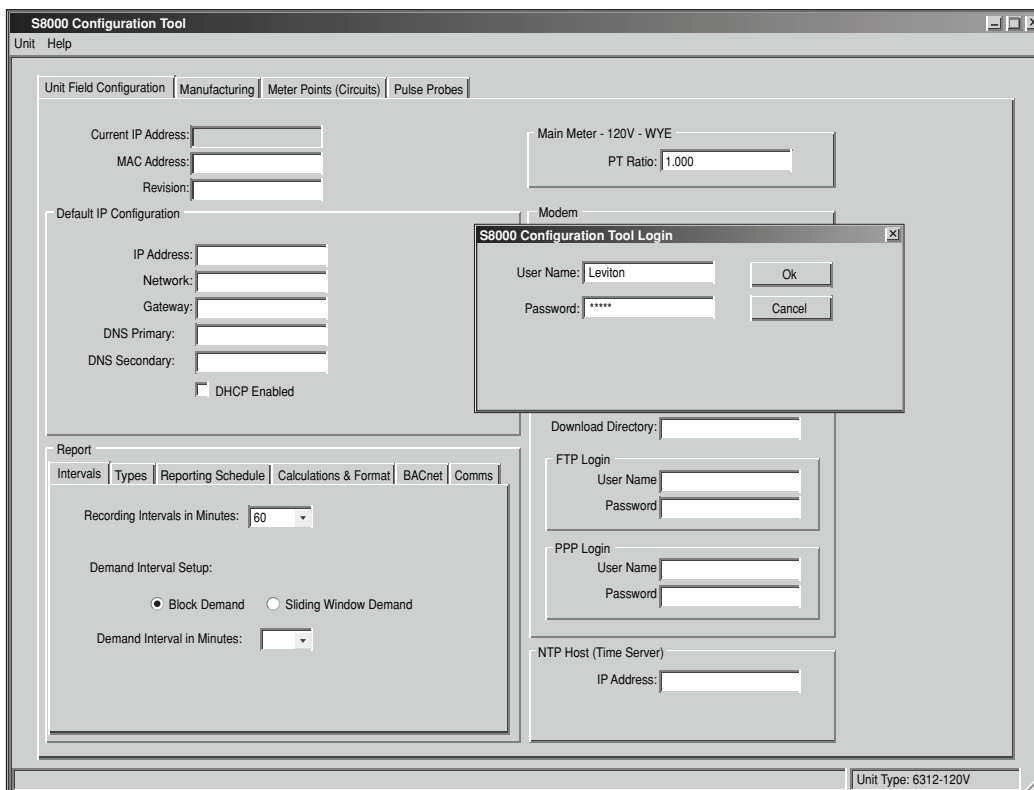 S8000 Configuration Tool
Unit Help
Unit Field Configuration Manufacturing Meter Points (Circuits) Pulse Probes
Current IP Address:
MAC Address:
Revision:
Main Meter - 120V - WYE
PT Ratio: 1.000
Default IP Configuration
IP Address:
Network:
Gateway:
DNS Primary:
DNS Secondary:
DHCP Enabled
Modem
S8000 Configuration Tool Login
User Name: Leviton
Ok
Password: *****
Cancel
Download Directory:
FTP Login
User Name
Password
PPP Login
User Name
Password
NTP Host (Time Server)
IP Address:
Report
Intervals Types Reporting Schedule Calculations & Format BACnet Comms
Recording Intervals in Minutes: 60
Demand Interval Setup:
Block Demand Sliding Window Demand
Demand Interval in Minutes:
Unit Type: 6312-120V